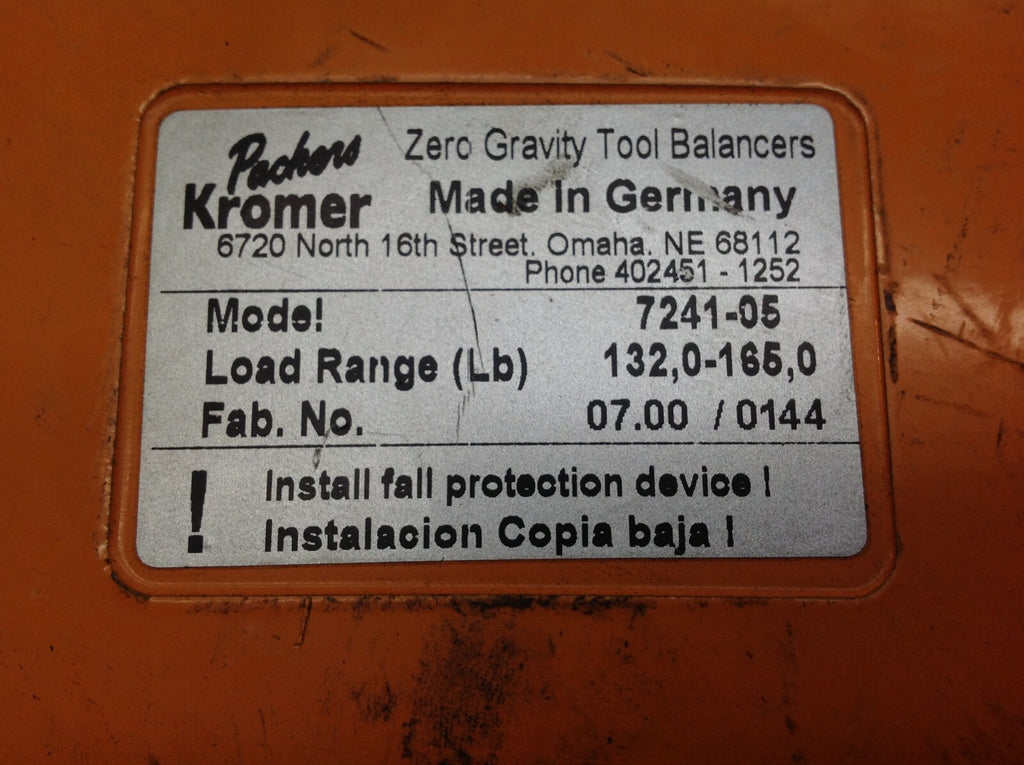 Packers Zero Gravity Tool Balancers
Kromer Made In Germany
6720 North 16th Street, Omaha, NE 68112
Phone 402451 - 1252
Model 7241-05
Load Range (Lb) 132,0-165,0
Fab. No. 07.00 / 0144
! Install fall protection device !
Instalacion Copia baja !